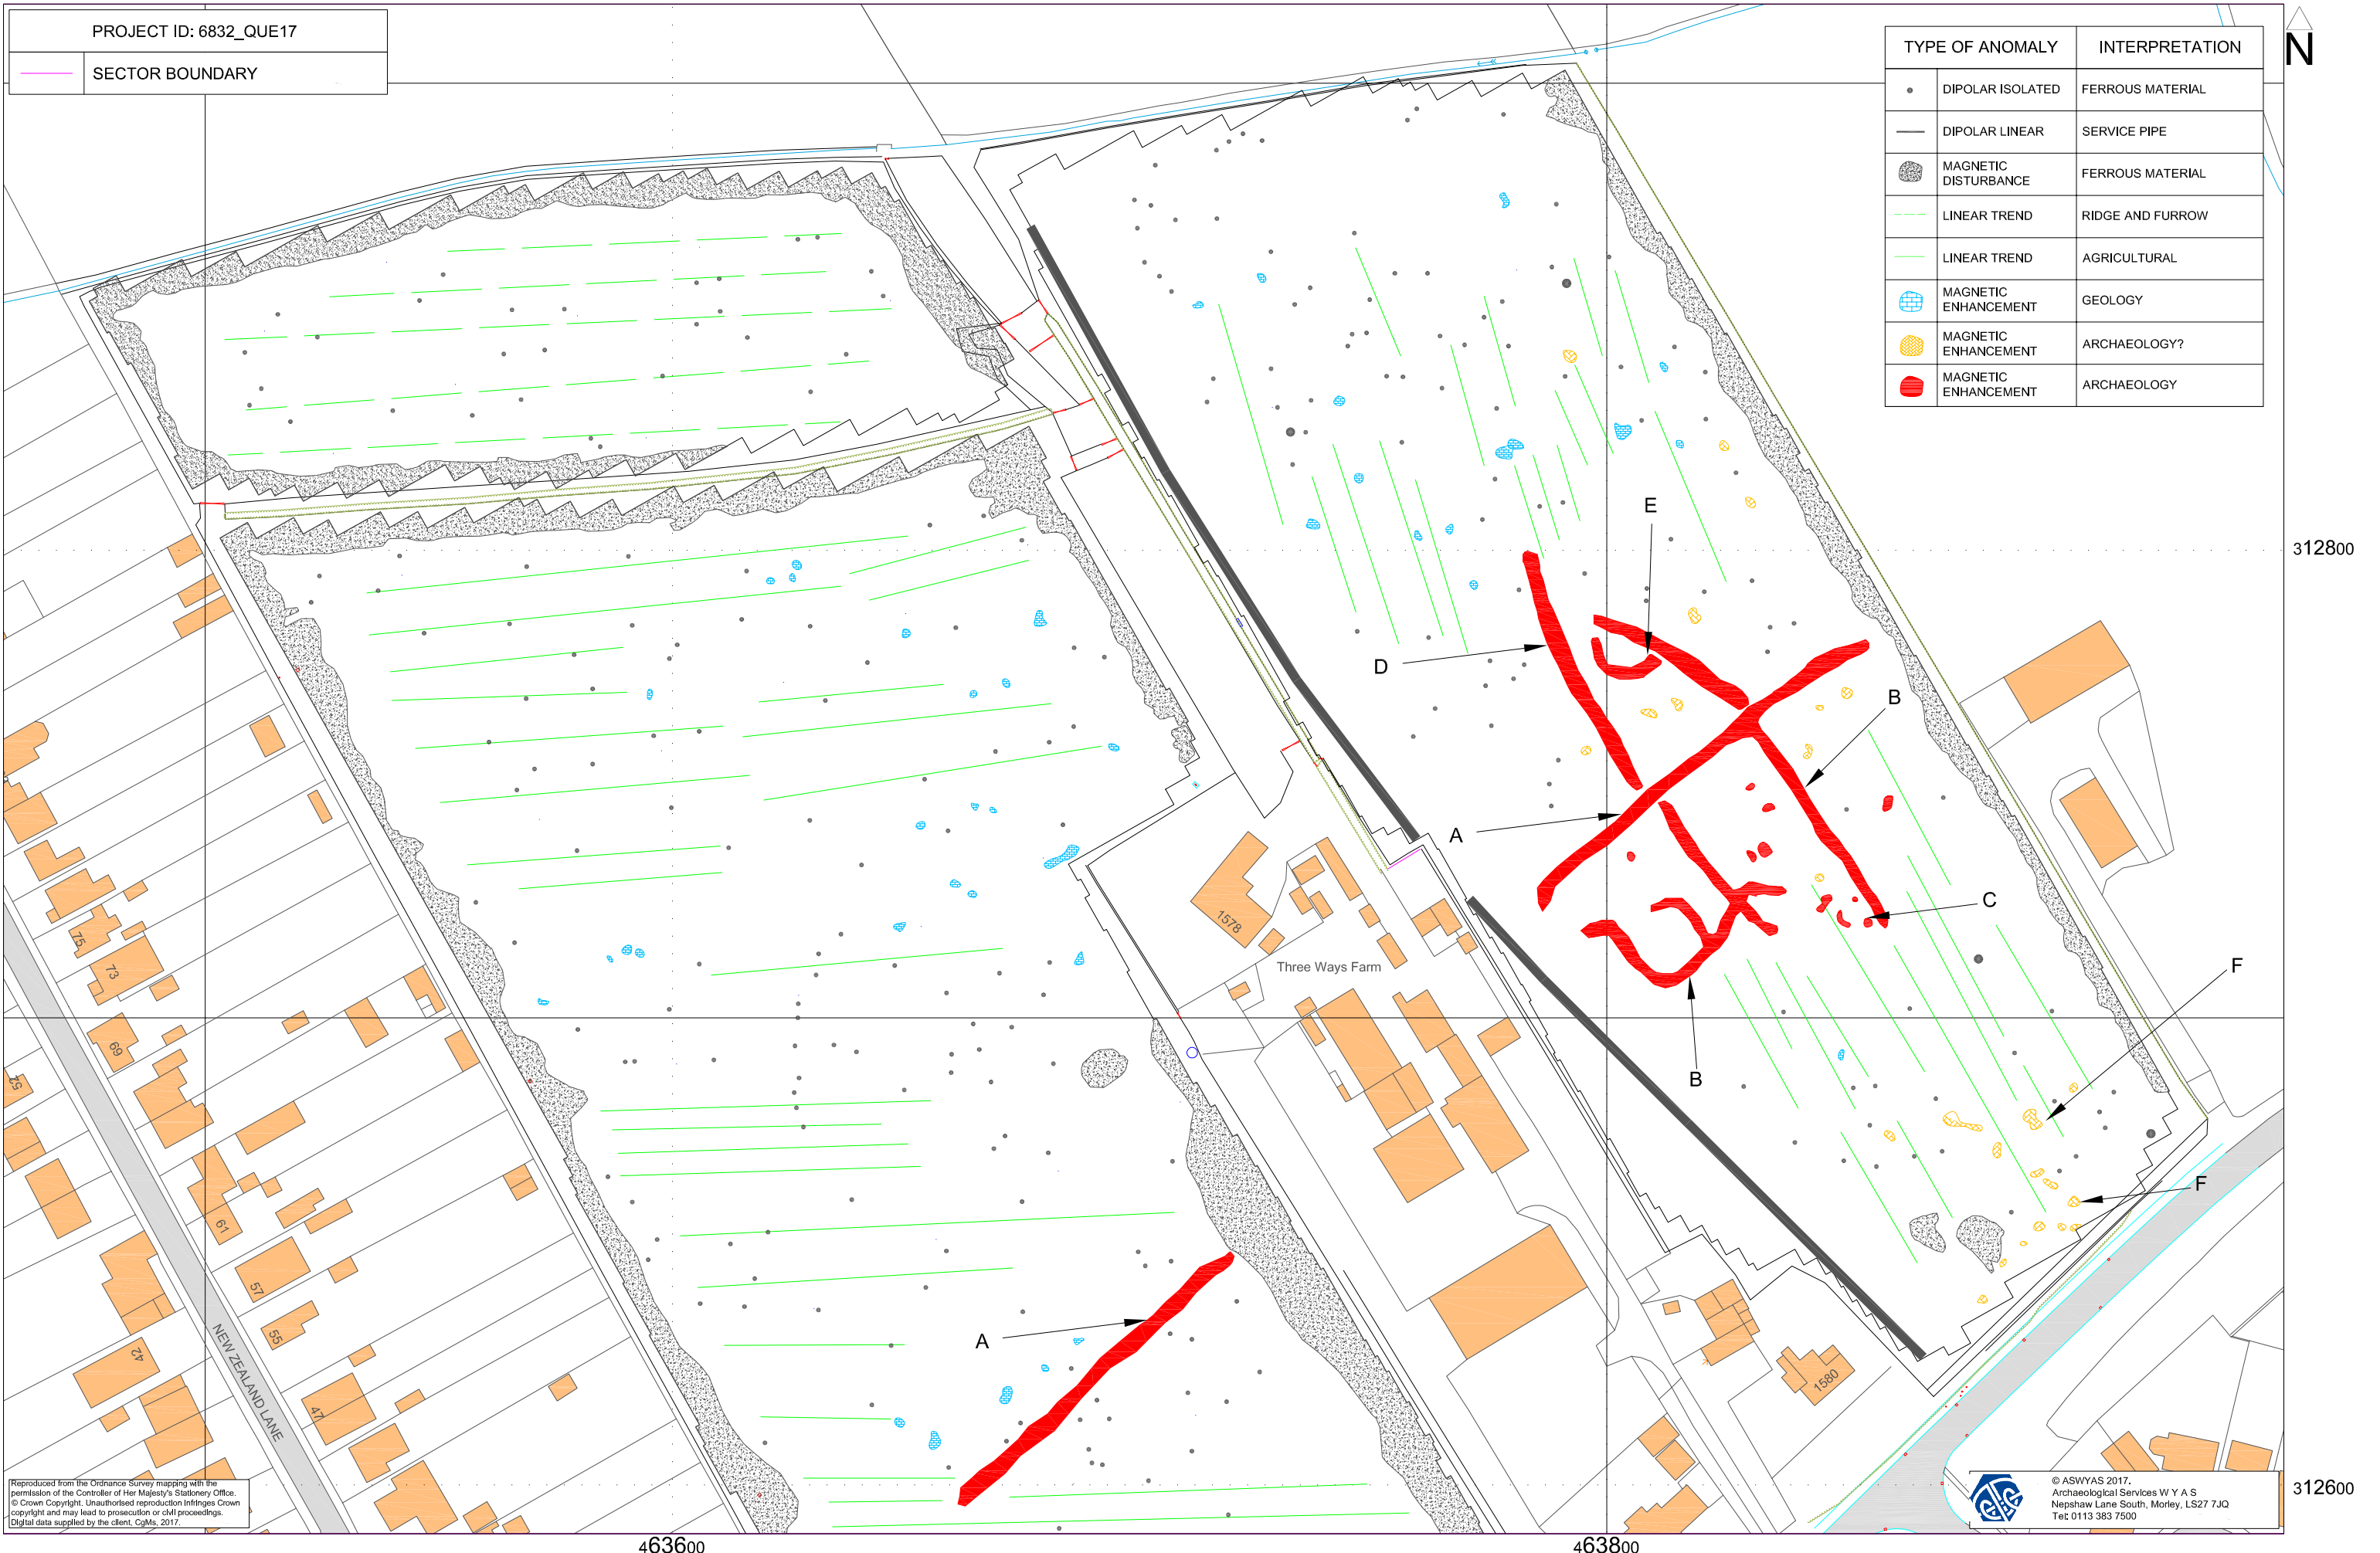 PROJECT ID: 6832_QUE17
SECTOR BOUNDARY
TYPE OF ANOMALY INTERPRETATION
DIPOLAR ISOLATED FERROUS MATERIAL
DIPOLAR LINEAR SERVICE PIPE
MAGNETIC
DISTURBANCE
FERROUS MATERIAL
LINEAR TREND RIDGE AND FURROW
LINEAR TREND AGRICULTURAL
MAGNETIC
ENHANCEMENT
GEOLOGY
MAGNETIC
ENHANCEMENT
ARCHAEOLOGY?
MAGNETIC
ENHANCEMENT
ARCHAEOLOGY
N
E
312800
D
B
A
C
1578
Three Ways Farm
F
B
F
75
73
69
52
61
57
55
42
47
NEW ZEALAND LANE
A
1580
Reproduced from the Ordnance Survey mapping with the
permission of the Controller of Her Majesty's Stationery Office.
© Crown Copyright. Unauthorised reproduction infringes Crown
copyright and may lead to prosecution or civil proceedings.
Digital data supplied by the client, CgMs, 2017.
© ASWYAS 2017.
Archaeological Services W Y A S
Nepshaw Lane South, Morley, LS27 7JQ
Tel: 0113 383 7500
312600
463600
463800